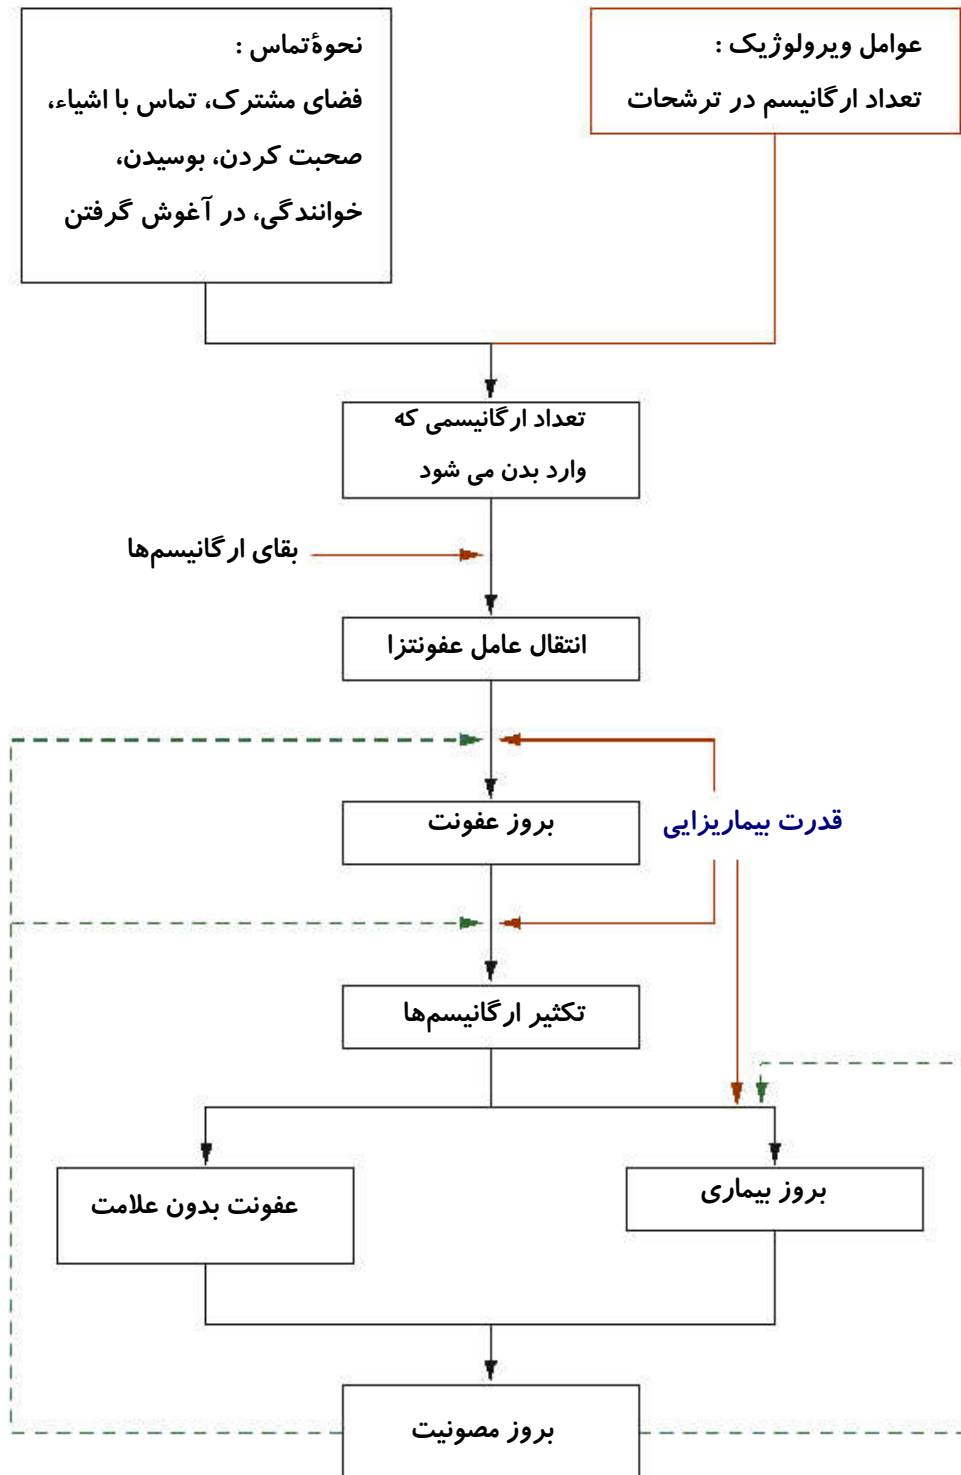 عوامل ویرولوژیک :
تعداد ارگانیسم در ترشحات
نحوهٔ تماس :
فضای مشترک، تماس با اشیاء،
صحبت کردن، بوسیدن،
خوانندگی، در آغوش گرفتن
تعداد ارگانیسمی که
وارد بدن می شود
بقای ارگانیسم‌ها
انتقال عامل عفونتزا
بروز عفونت
قدرت بیماریزایی
تکثیر ارگانیسم‌ها
بروز بیماری
عفونت بدون علامت
بروز مصونیت